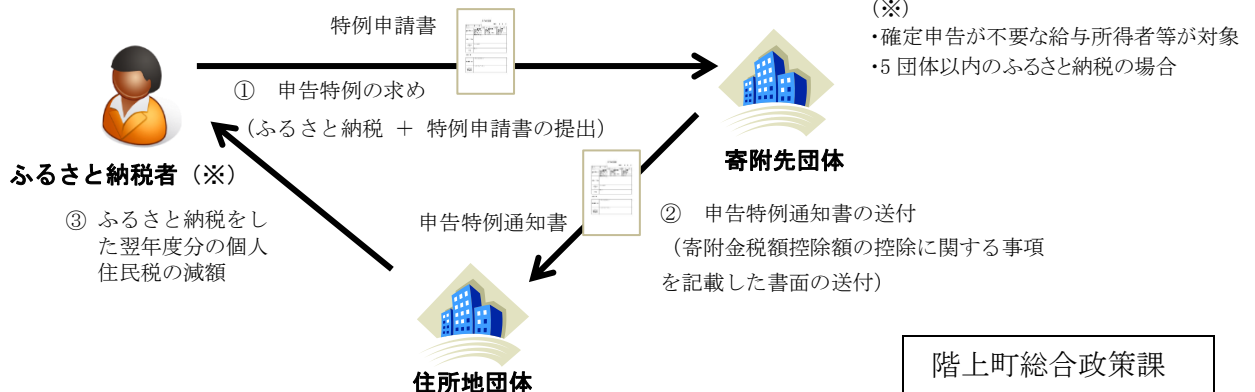 特例申請書
(※)
・確定申告が不要な給与所得者等が対象
・5 団体以内のふるさと納税の場合
① 申告特例の求め
(ふるさと納税 + 特例申請書の提出)
ふるさと納税者（※）
寄附先団体
③ ふるさと納税をし
た翌年度分の個人
住民税の減額
申告特例通知書
② 申告特例通知書の送付
（寄附金税額控除額の控除に関する事項
を記載した書面の送付）
住所地団体
階上町総合政策課